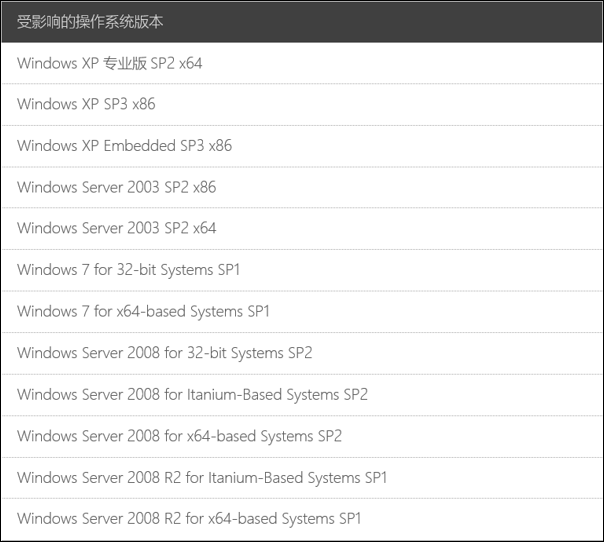 受影响的操作系统版本
Windows XP 专业版 SP2 x64
Windows XP SP3 x86
Windows XP Embedded SP3 x86
Windows Server 2003 SP2 x86
Windows Server 2003 SP2 x64
Windows 7 for 32-bit Systems SP1
Windows 7 for x64-based Systems SP1
Windows Server 2008 for 32-bit Systems SP2
Windows Server 2008 for Itanium-Based Systems SP2
Windows Server 2008 for x64-based Systems SP2
Windows Server 2008 R2 for Itanium-Based Systems SP1
Windows Server 2008 R2 for x64-based Systems SP1